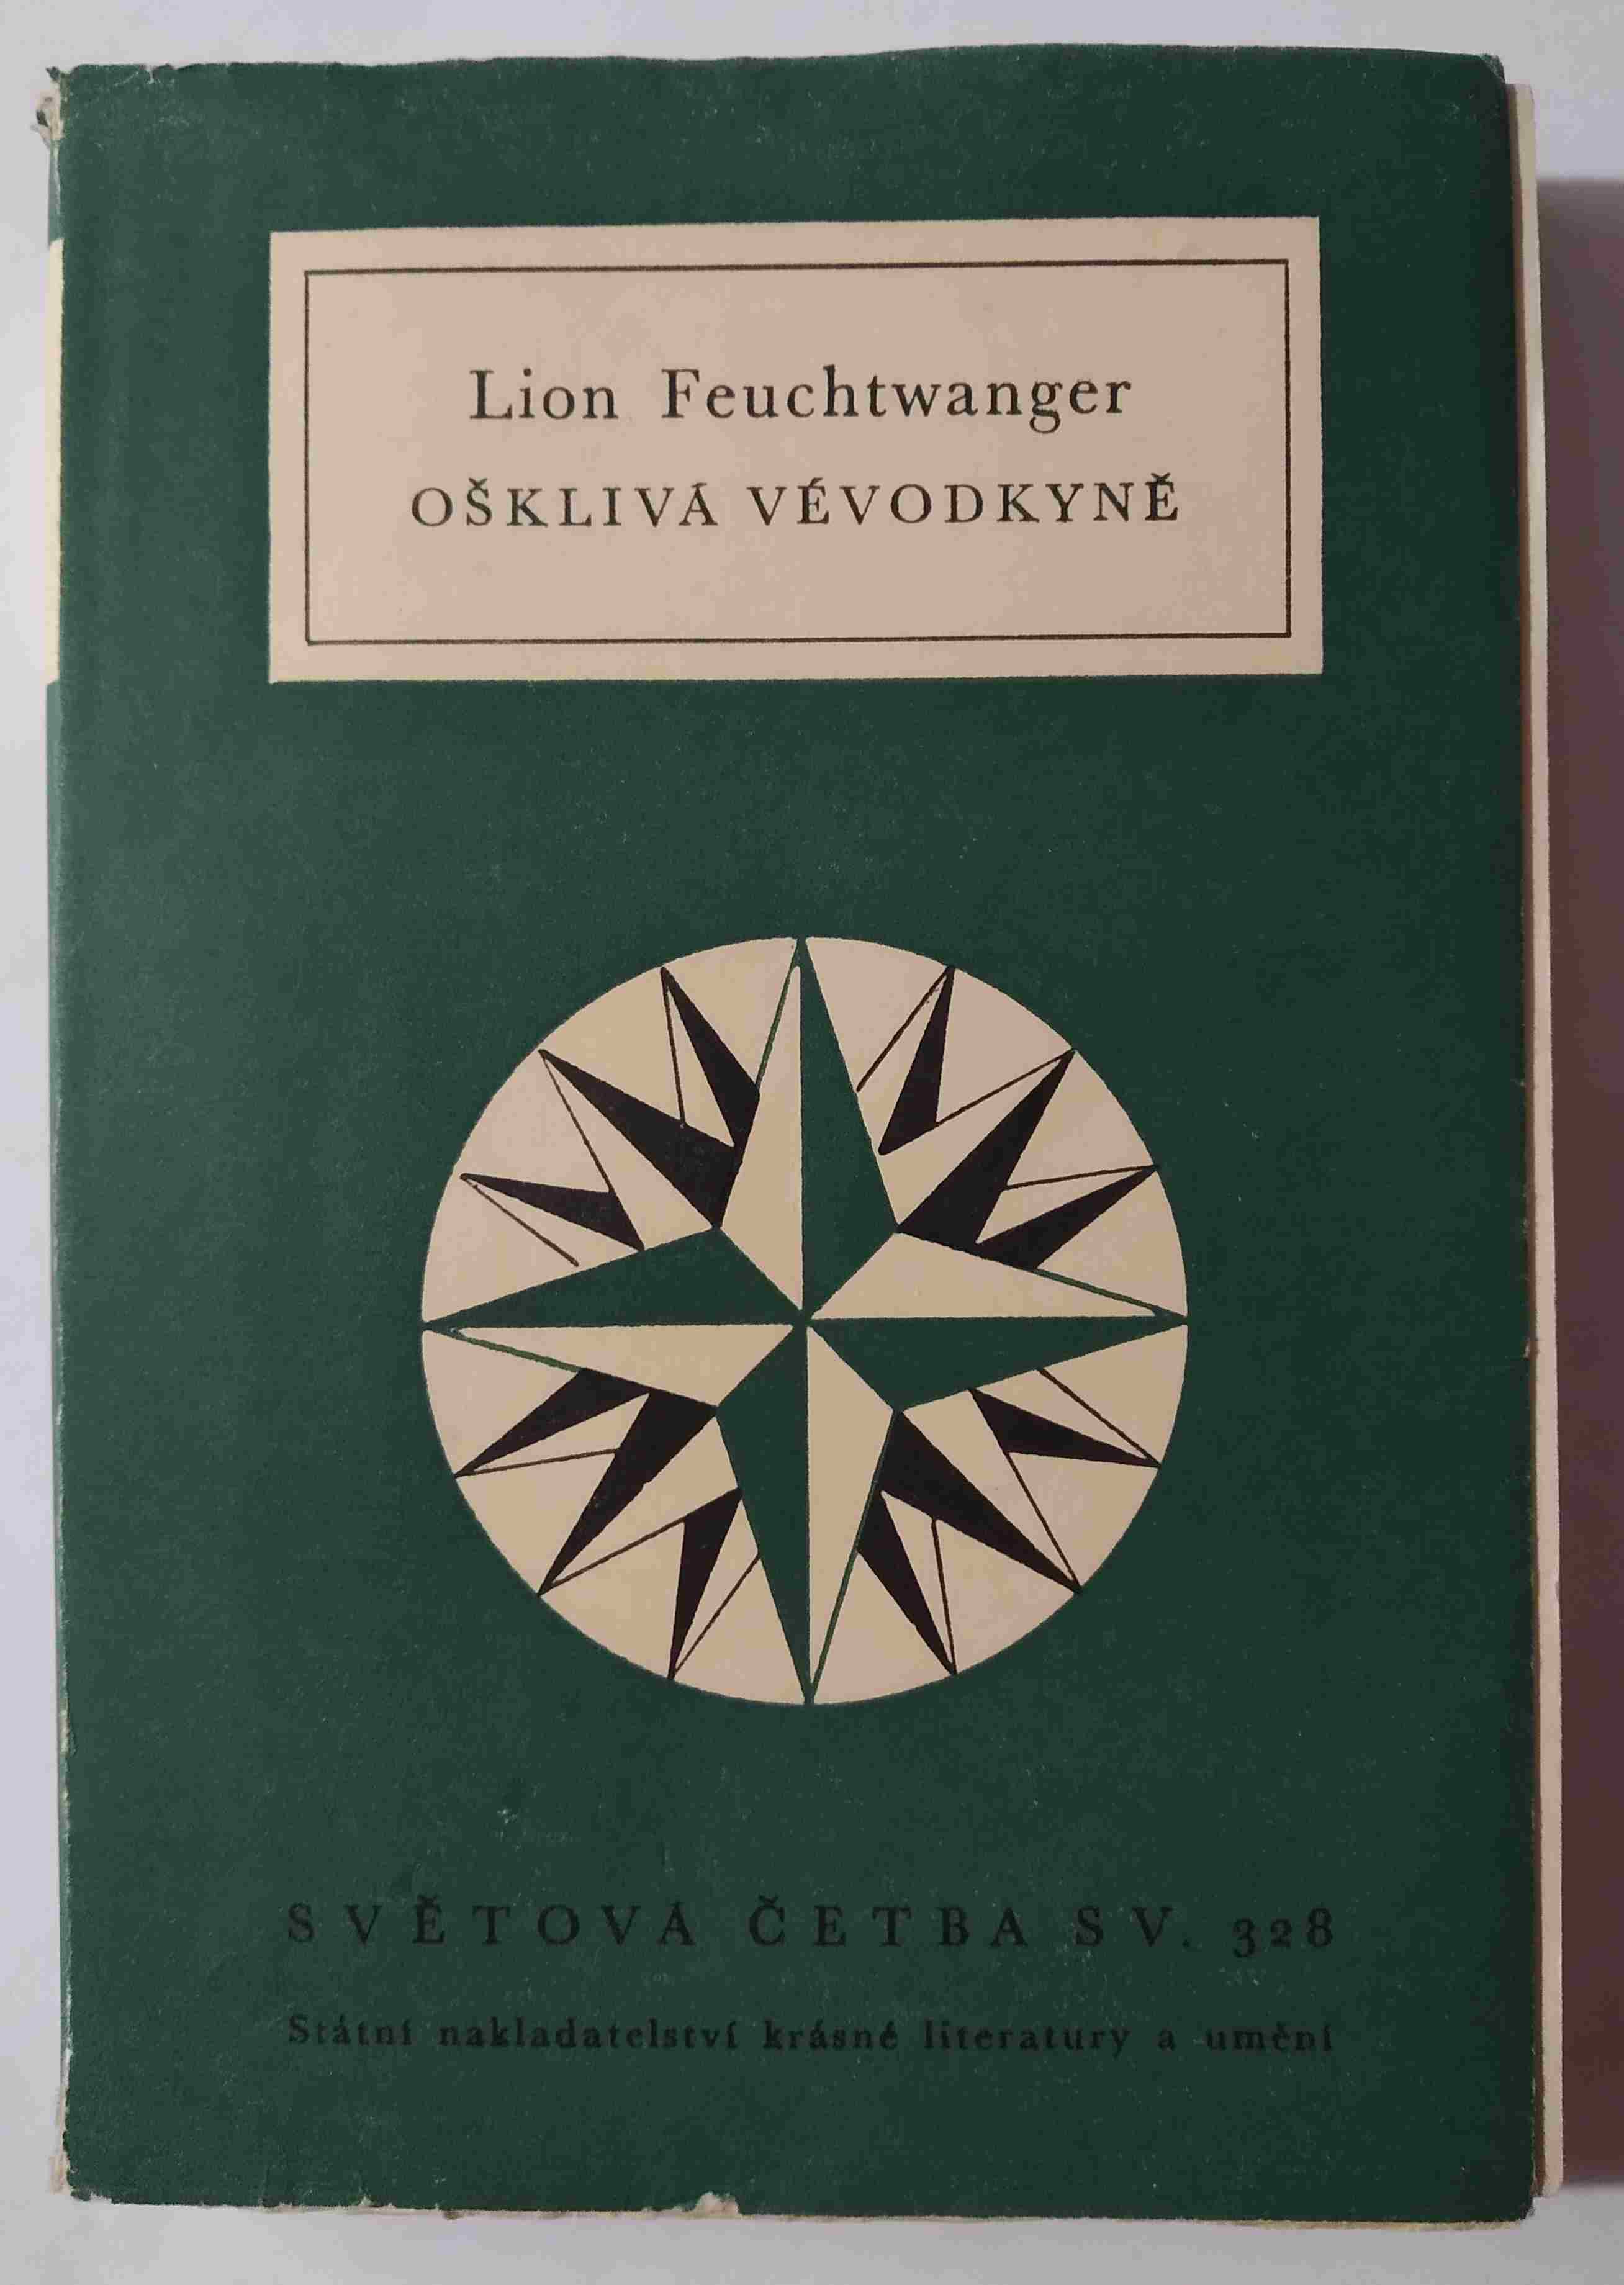 Lion Feuchtwanger
OŠKLIVÁ VÉVODKYNĚ
SVĚTOVÁ ČETBA SV. 328
Státní nakladatelství krásné literatury a umění